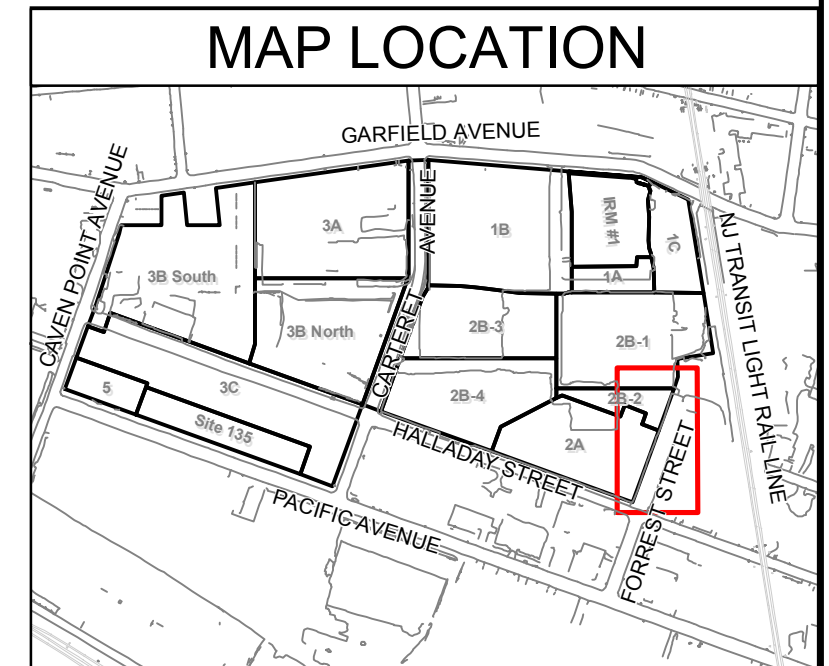 MAP LOCATION
GARFIELD AVENUE
CAVEN POINT AVENUE
AVENUE
CARTERET
3A
1B
IRM #1
1C
1A
NJ TRANSIT LIGHT RAIL LINE
3B South
3B North
2B-3
2B-1
5
3C
2B-4
2B-2
Site 135
2A
HALLADAY STREET
FORREST STREET
PACIFIC AVENUE